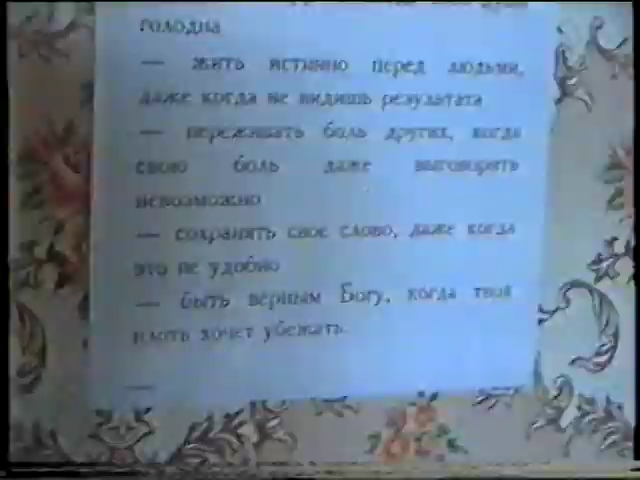 голодна
— жить истинно перед людьми,
даже когда не видишь результата
— переживать боль других, когда
свою боль даже выговорить
невозможно
— сохранять свое слово, даже когда
это не удобно
— быть верным Богу, когда твоя
плоть хочет убежать.
—